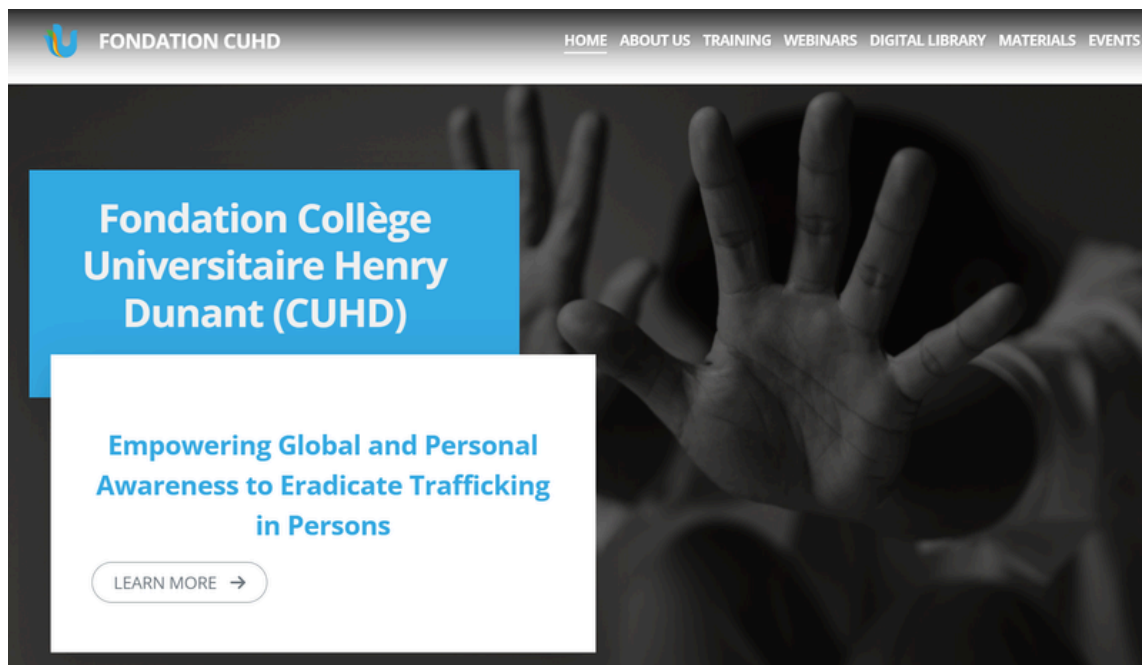 FONDATION CUHD
HOME ABOUT US TRAINING WEBINARS DIGITAL LIBRARY MATERIALS EVENTS
Fondation Collège
Universitaire Henry
Dunant (CUHD)
Empowering Global and Personal
Awareness to Eradicate Trafficking
in Persons
LEARN MORE →